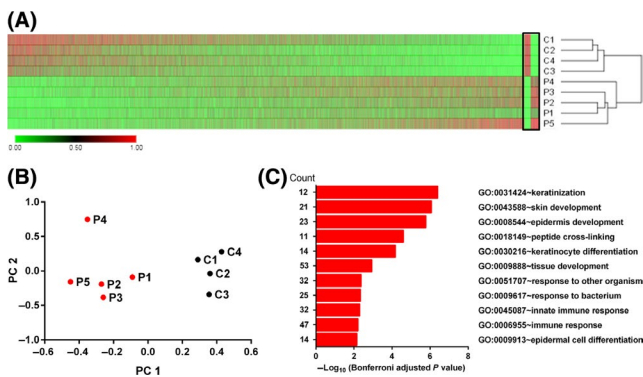 (A)
C1
C2
C4
C3
P4
P3
P2
P1
P5
0.00 1.00
(B)
1.0
0.5
0.0
−0.5
−1.0
PC 2
P4
P5
P2
P3
P1
C1
C4
C2
C3
−0.6 −0.4 −0.2 0.0 0.2 0.4 0.6
PC 1
(C)
Count
12 GO:0031424~keratinization
21 GO:0043588~skin development
23 GO:0008544~epidermis development
11 GO:0018149~peptide cross-linking
14 GO:0030216~keratinocyte differentiation
53 GO:0009888~tissue development
32 GO:0051707~response to other organism
25 GO:0009617~response to bacterium
32 GO:0045087~innate immune response
47 GO:0006955~immune response
14 GO:0009913~epidermal cell differentiation
0 2 4 6 8
−Log₁₀ (Bonferroni adjusted P value)